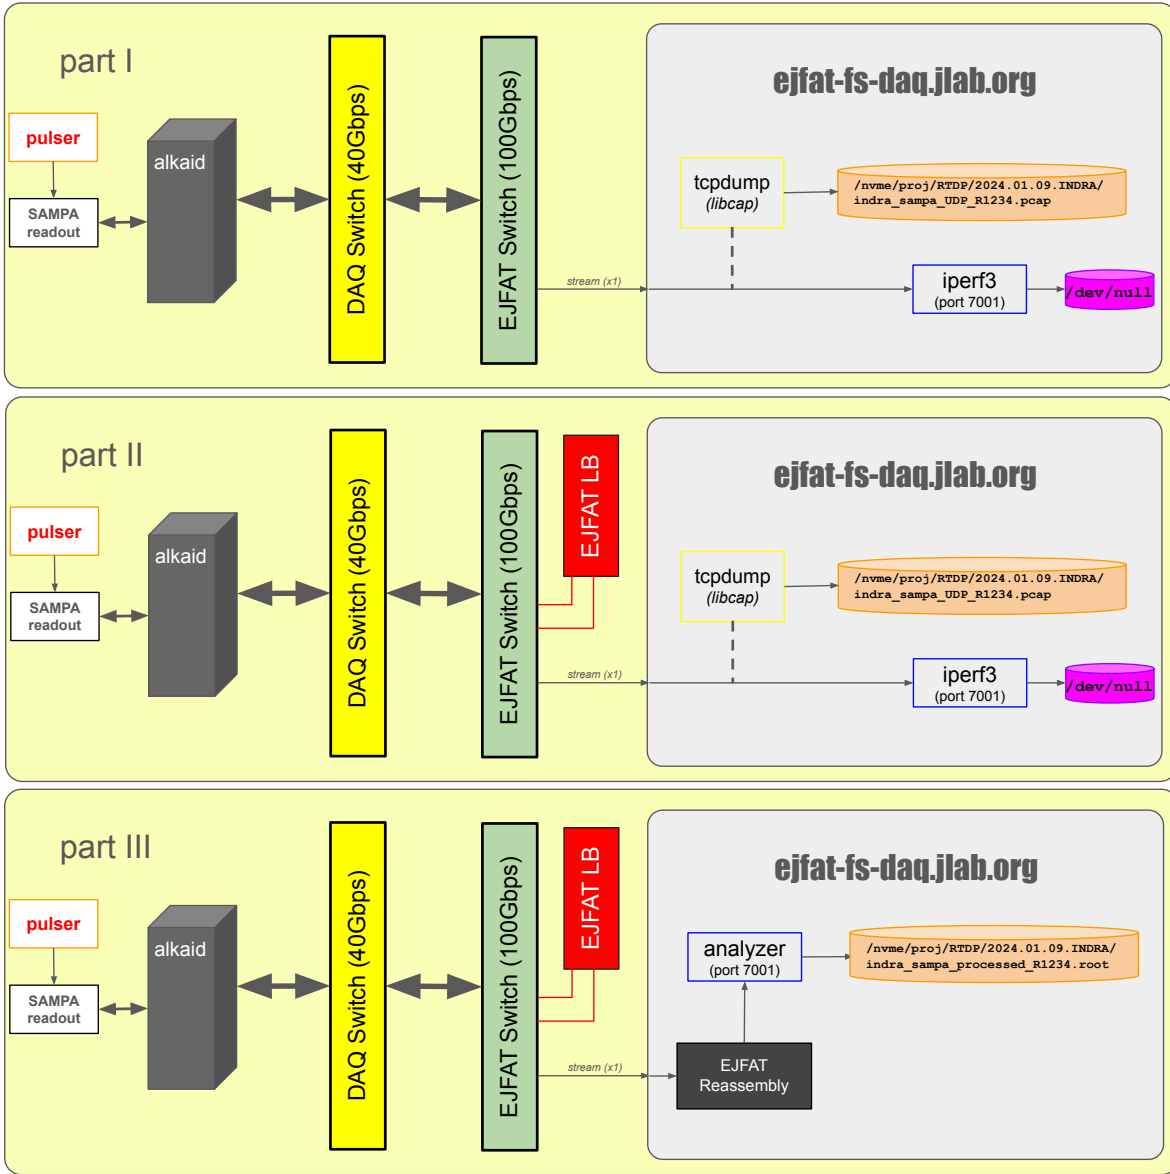 part I
ejfat-fs-daq.jlab.org
pulser
SAMPA
readout
alkaid
DAQ Switch (40Gbps)
EJFAT Switch (100Gbps)
stream (x1)
tcpdump
(libcap)
/nvme/proj/RTDP/2024.01.09.INDRA/
indra_sampa_UDP_R1234.pcap
iperf3
(port 7001)
/dev/null
part II
ejfat-fs-daq.jlab.org
pulser
SAMPA
readout
alkaid
DAQ Switch (40Gbps)
EJFAT Switch (100Gbps)
EJFAT LB
stream (x1)
tcpdump
(libcap)
/nvme/proj/RTDP/2024.01.09.INDRA/
indra_sampa_UDP_R1234.pcap
iperf3
(port 7001)
/dev/null
part III
ejfat-fs-daq.jlab.org
pulser
SAMPA
readout
alkaid
DAQ Switch (40Gbps)
EJFAT Switch (100Gbps)
EJFAT LB
stream (x1)
analyzer
(port 7001)
/nvme/proj/RTDP/2024.01.09.INDRA/
indra_sampa_processed_R1234.root
EJFAT
Reassembly